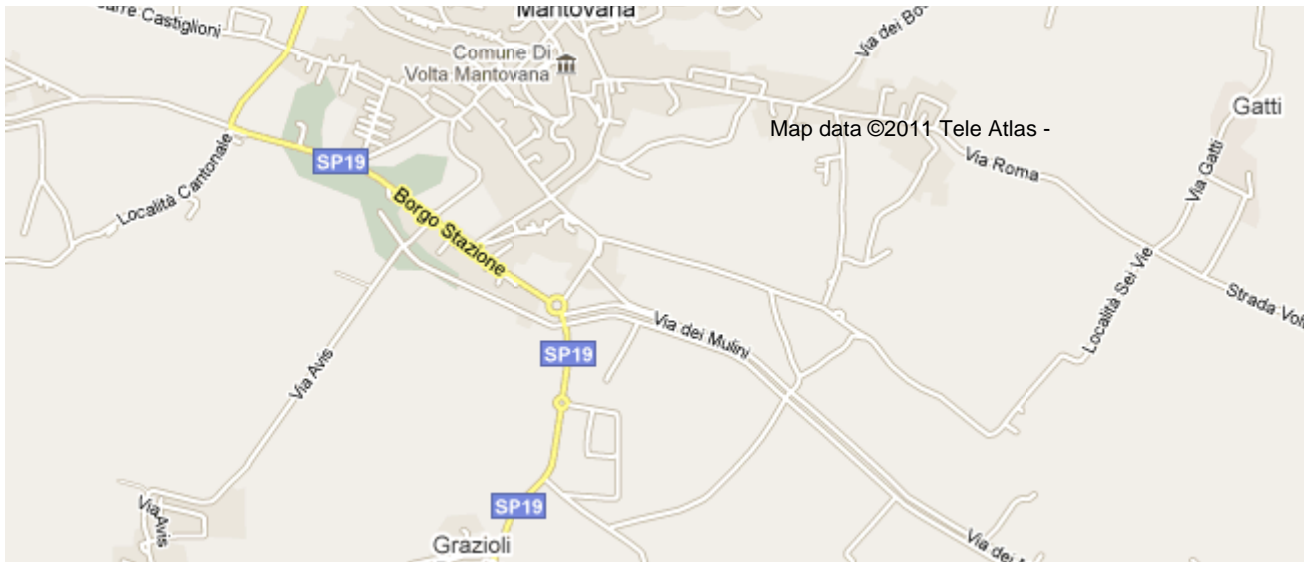 Mantovana
Castiglioni
Via dei
Comune Di
Volta Mantovana
Gatti
Map data ©2011 Tele Atlas -
SP19
Via Roma
Via Gatti
Località Cantonale
Borgo Stazione
Località Sei Vie
Strada
Via dei Mulini
SP19
Via Avis
SP19
Via Avis
Grazioli
Via dei